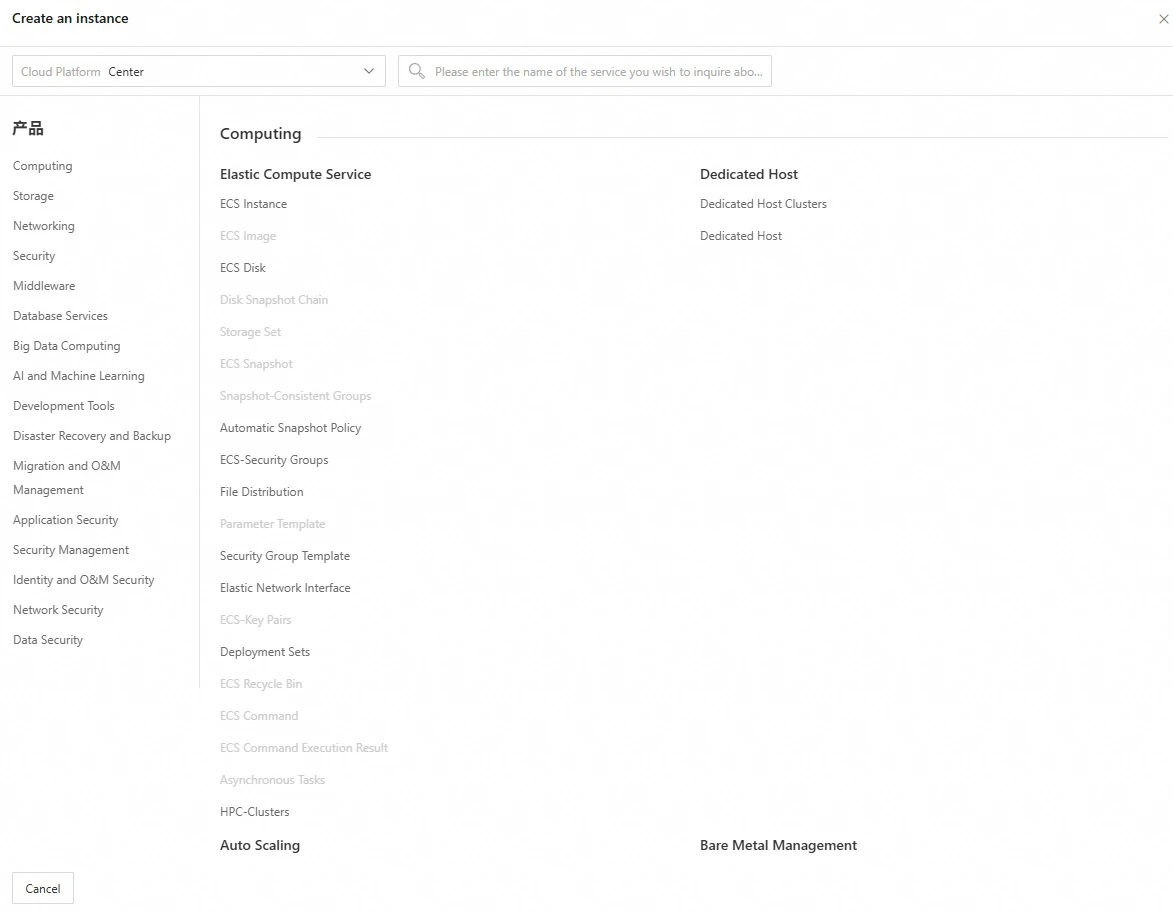 Create an instance
Cloud Platform Center
Please enter the name of the service you wish to inquire abo...
产品
Computing
Storage
Networking
Security
Middleware
Database Services
Big Data Computing
AI and Machine Learning
Development Tools
Disaster Recovery and Backup
Migration and O&M
Management
Application Security
Security Management
Identity and O&M Security
Network Security
Data Security
Computing
Elastic Compute Service
ECS Instance
ECS Image
ECS Disk
Disk Snapshot Chain
Storage Set
ECS Snapshot
Snapshot-Consistent Groups
Automatic Snapshot Policy
ECS-Security Groups
File Distribution
Parameter Template
Security Group Template
Elastic Network Interface
ECS-Key Pairs
Deployment Sets
ECS Recycle Bin
ECS Command
ECS Command Execution Result
Asynchronous Tasks
HPC-Clusters
Dedicated Host
Dedicated Host Clusters
Dedicated Host
Auto Scaling
Bare Metal Management
Cancel